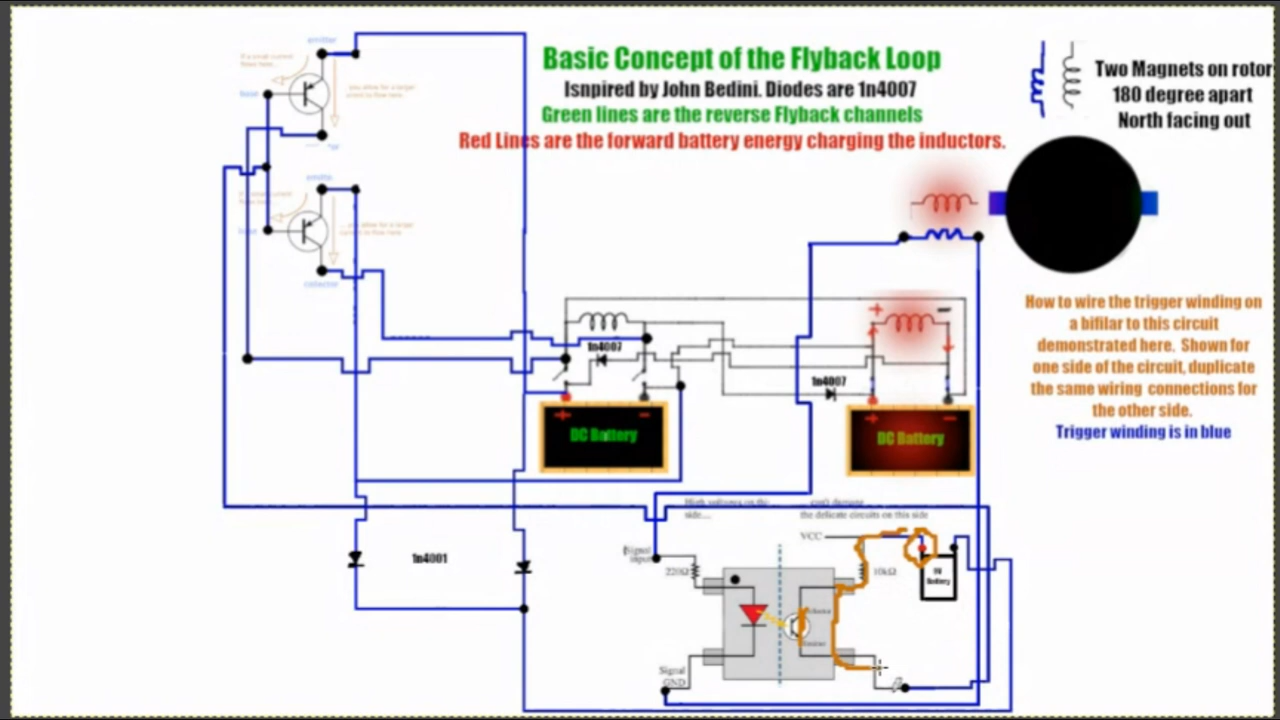 Basic Concept of the Flyback Loop
Isnpired by John Bedini. Diodes are 1n4007
Green lines are the reverse Flyback channels
Red Lines are the forward battery energy charging the inductors.
Two Magnets on rotor
180 degree apart
North facing out
emitter
base
collector
1n4007
1n4007
+ -
+ -
DC Battery
+ -
DC Battery
How to wire the trigger winding on
a bifilar to this circuit
demonstrated here. Shown for
one side of the circuit, duplicate
the same wiring connections for
the other side.
Trigger winding is in blue
High voltages on the
side....
can't damage
the delicate circuits on this side
1n4001
Signal
Input
220Ω
VCC
10kΩ
9V
Battery
Emitter
Signal
GND